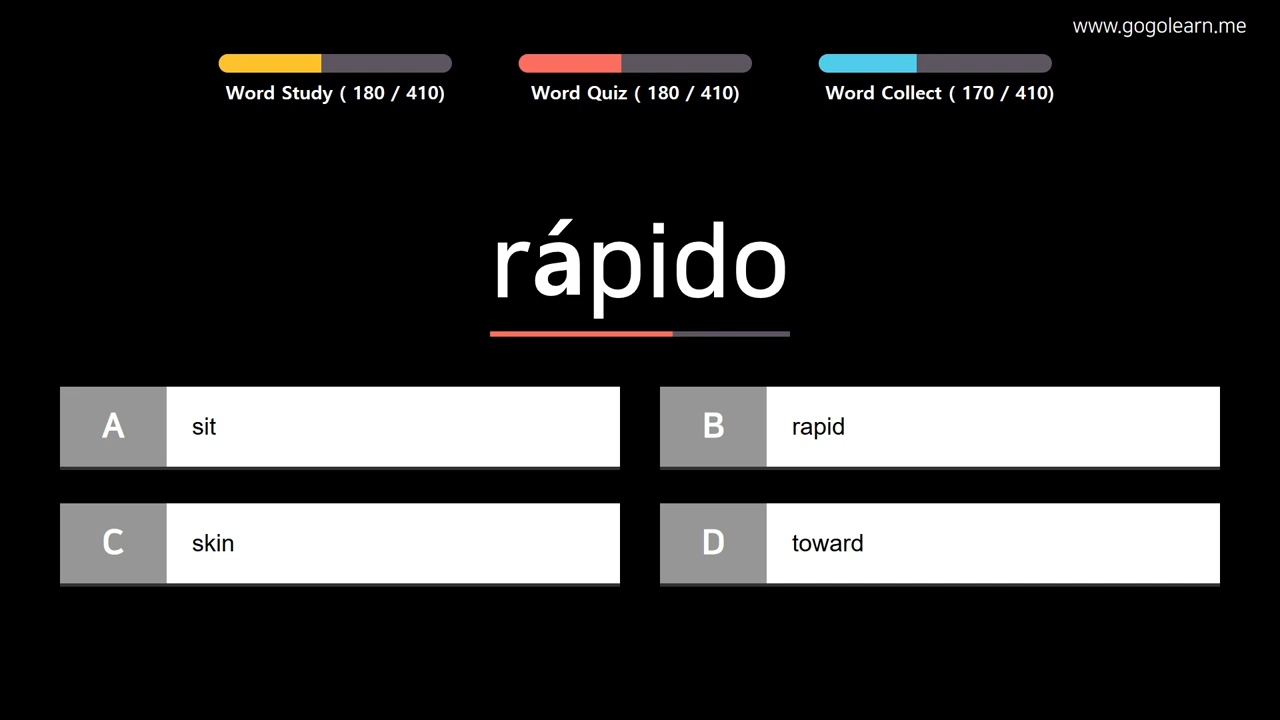 www.gogolearn.me
Word Study ( 180 / 410)
Word Quiz ( 180 / 410)
Word Collect ( 170 / 410)
rápido
A sit
B rapid
C skin
D toward